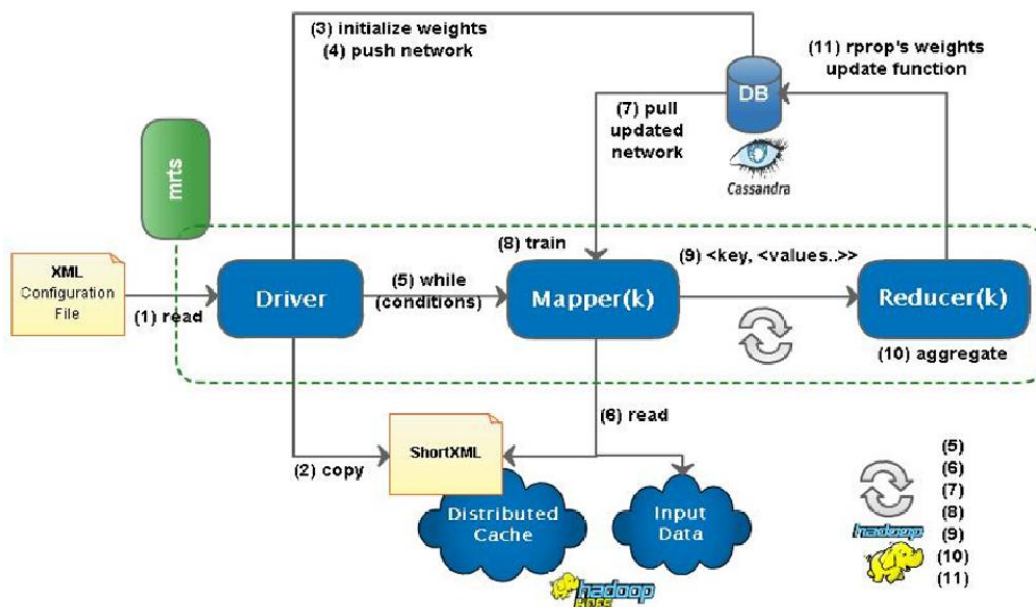 (3) initialize weights
(4) push network
(11) rprop's weights
update function
DB
(7) pull
updated
network
Cassandra
mrts
(8) train
(9) <key, <values..>>
XML
Configuration
File
(1) read
Driver
(5) while
(conditions)
Mapper(k)
Reducer(k)
(10) aggregate
(6) read
ShortXML
(2) copy
Distributed
Cache
Input
Data
hadoop
HDFS
(5)
(6)
(7)
(8)
hadoop
(9)
(10)
(11)